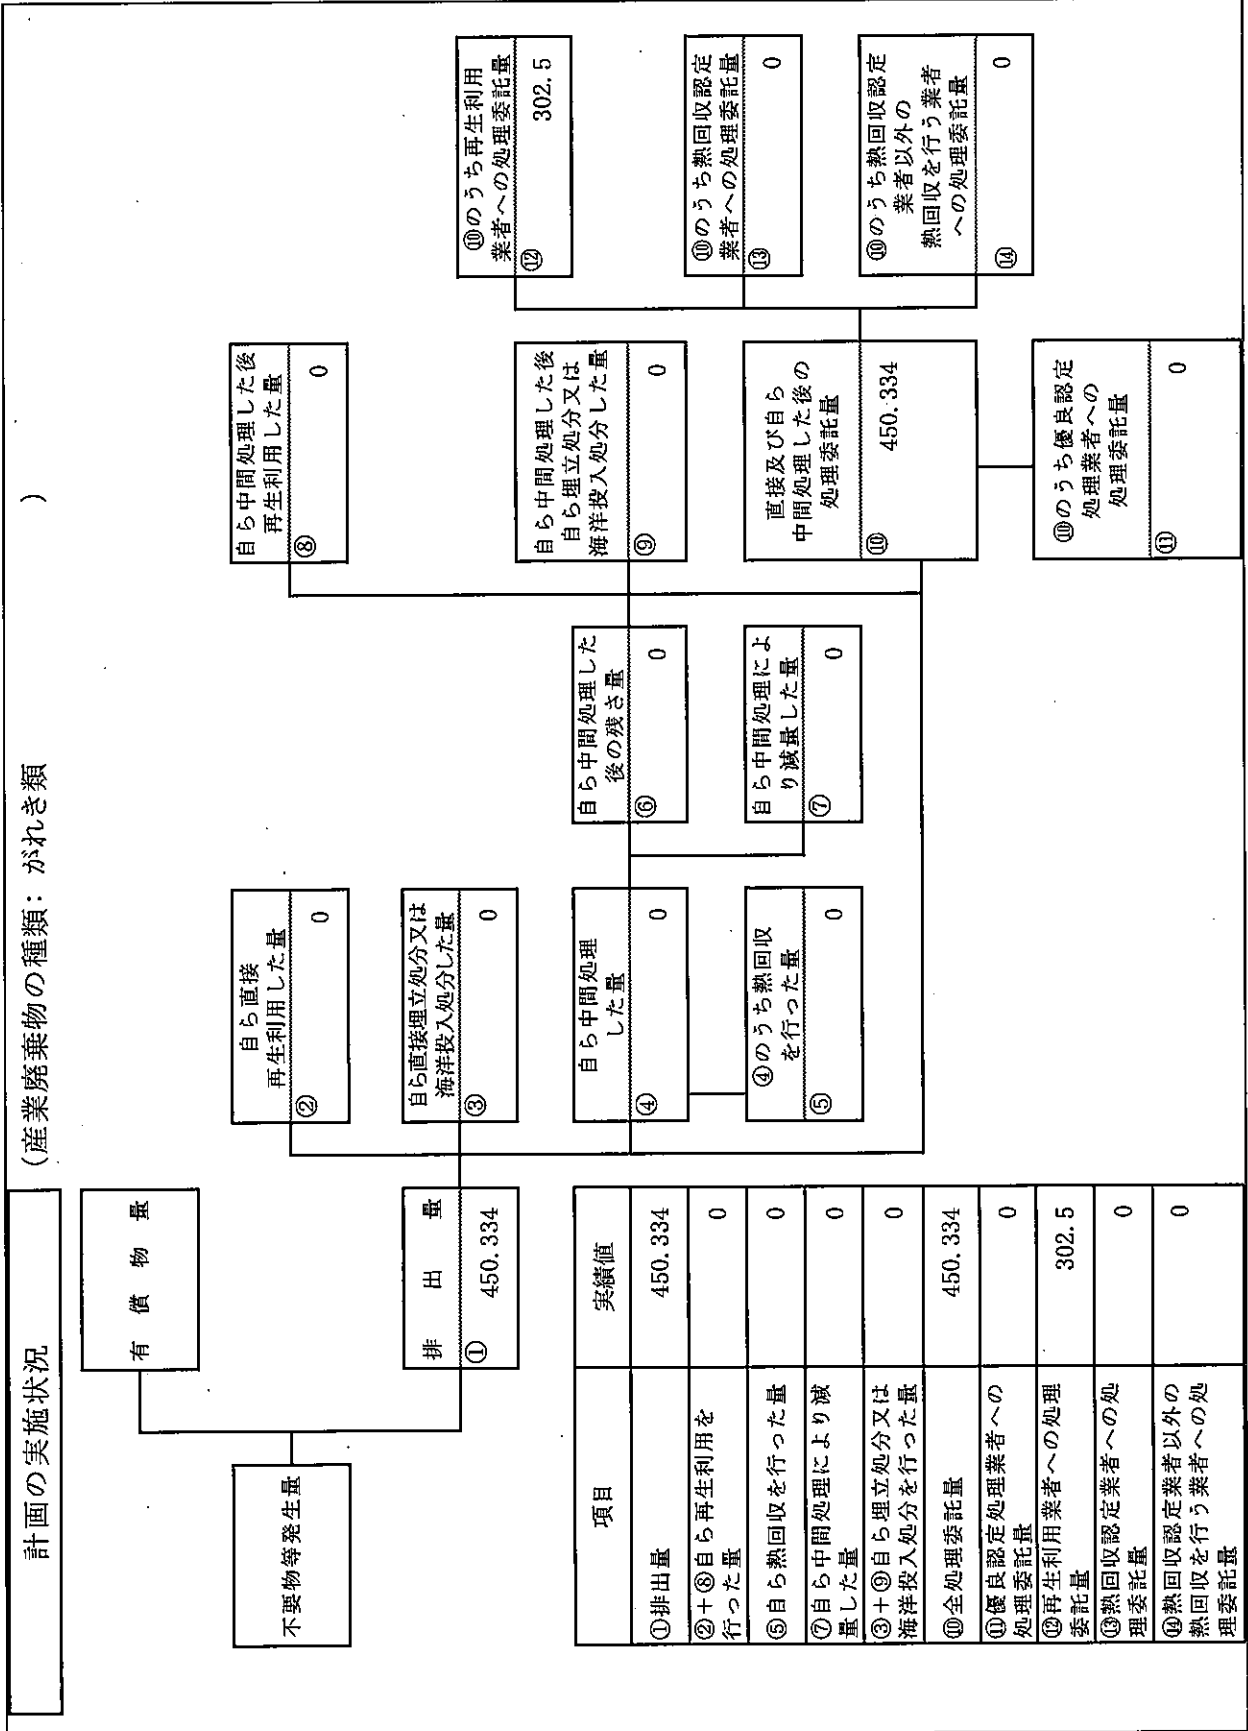 計画の実施状況
(産業廃棄物の種類：がれき類 )
不要物等発生量
有償物量
排出量
① 450.334
自ら直接
再生利用した量
② 0
自ら直接埋立処分又は
海洋投入処分した量
③ 0
自ら中間処理
した量
④ 0
④のうち熱回収
を行った量
⑤ 0
自ら中間処理した
後の残さ量
⑥ 0
自ら中間処理によ
り減量した量
⑦ 0
自ら中間処理した後
再生利用した量
⑧ 0
自ら中間処理した後
自ら埋立処分又は
海洋投入処分した量
⑨ 0
直接及び自ら
中間処理した後の
処理委託量
⑩ 450.334
⑩のうち優良認定
処理業者への
処理委託量
⑪ 0
⑩のうち再生利用
業者への処理委託量
⑫ 302.5
⑩のうち熱回収認定
業者への処理委託量
⑬ 0
⑩のうち熱回収認定
業者以外の
熱回収を行う業者
への処理委託量
⑭ 0
項目 実績値
①排出量 450.334
②＋⑧自ら再生利用を
行った量 0
⑤自ら熱回収を行った量 0
⑦自ら中間処理により減
量した量 0
③＋⑨自ら埋立処分又は
海洋投入処分を行った量 0
⑩全処理委託量 450.334
⑪優良認定処理業者への
処理委託量 0
⑫再生利用業者への処理
委託量 302.5
⑬熱回収認定業者への処
理委託量 0
⑭熱回収認定業者以外の
熱回収を行う業者への処
理委託量 0